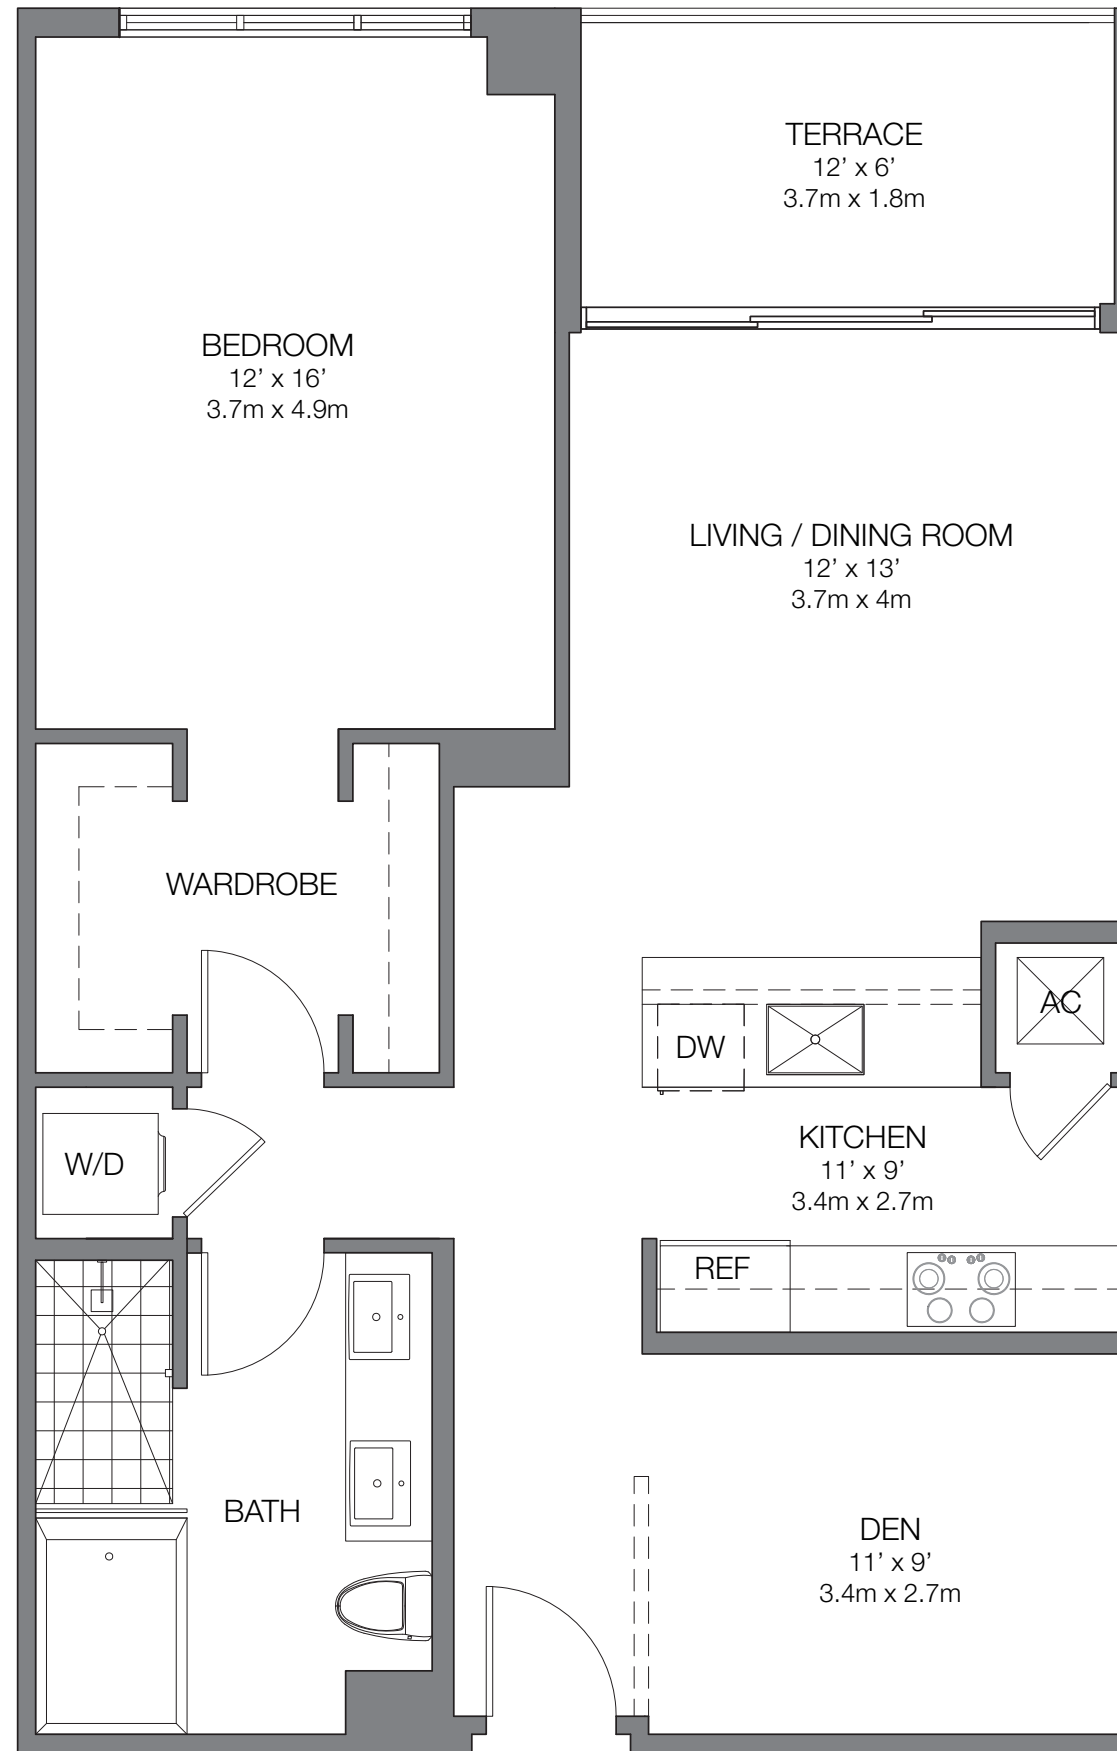 TERRACE
12’ x 6’
3.7m x 1.8m
BEDROOM
12’ x 16’
3.7m x 4.9m
LIVING / DINING ROOM
12’ x 13’
3.7m x 4m
WARDROBE
AC
DW
KITCHEN
11’ x 9’
3.4m x 2.7m
W/D
REF
BATH
DEN
11’ x 9’
3.4m x 2.7m